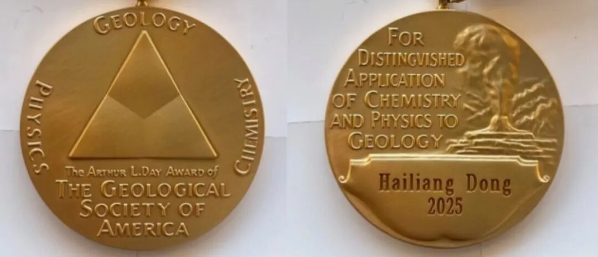 GEOLOGY
PHYSICS
CHEMISTRY
THE ARTHUR L. DAY AWARD OF
THE GEOLOGICAL
SOCIETY OF
AMERICA
FOR
DISTINGVISHED
APPLICATION
OF CHEMISTRY
AND PHYSICS TO
GEOLOGY
Hailiang Dong
2025